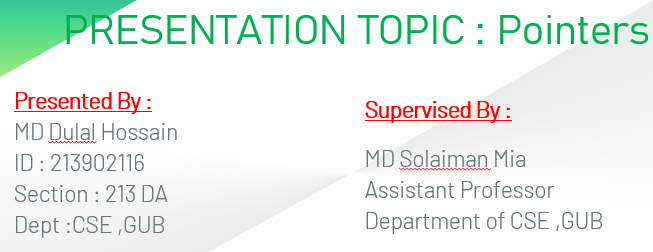 PRESENTATION TOPIC : Pointers
Presented By :
MD Dulal Hossain
ID : 213902116
Section : 213 DA
Dept :CSE ,GUB
Supervised By :
MD Solaiman Mia
Assistant Professor
Department of CSE ,GUB